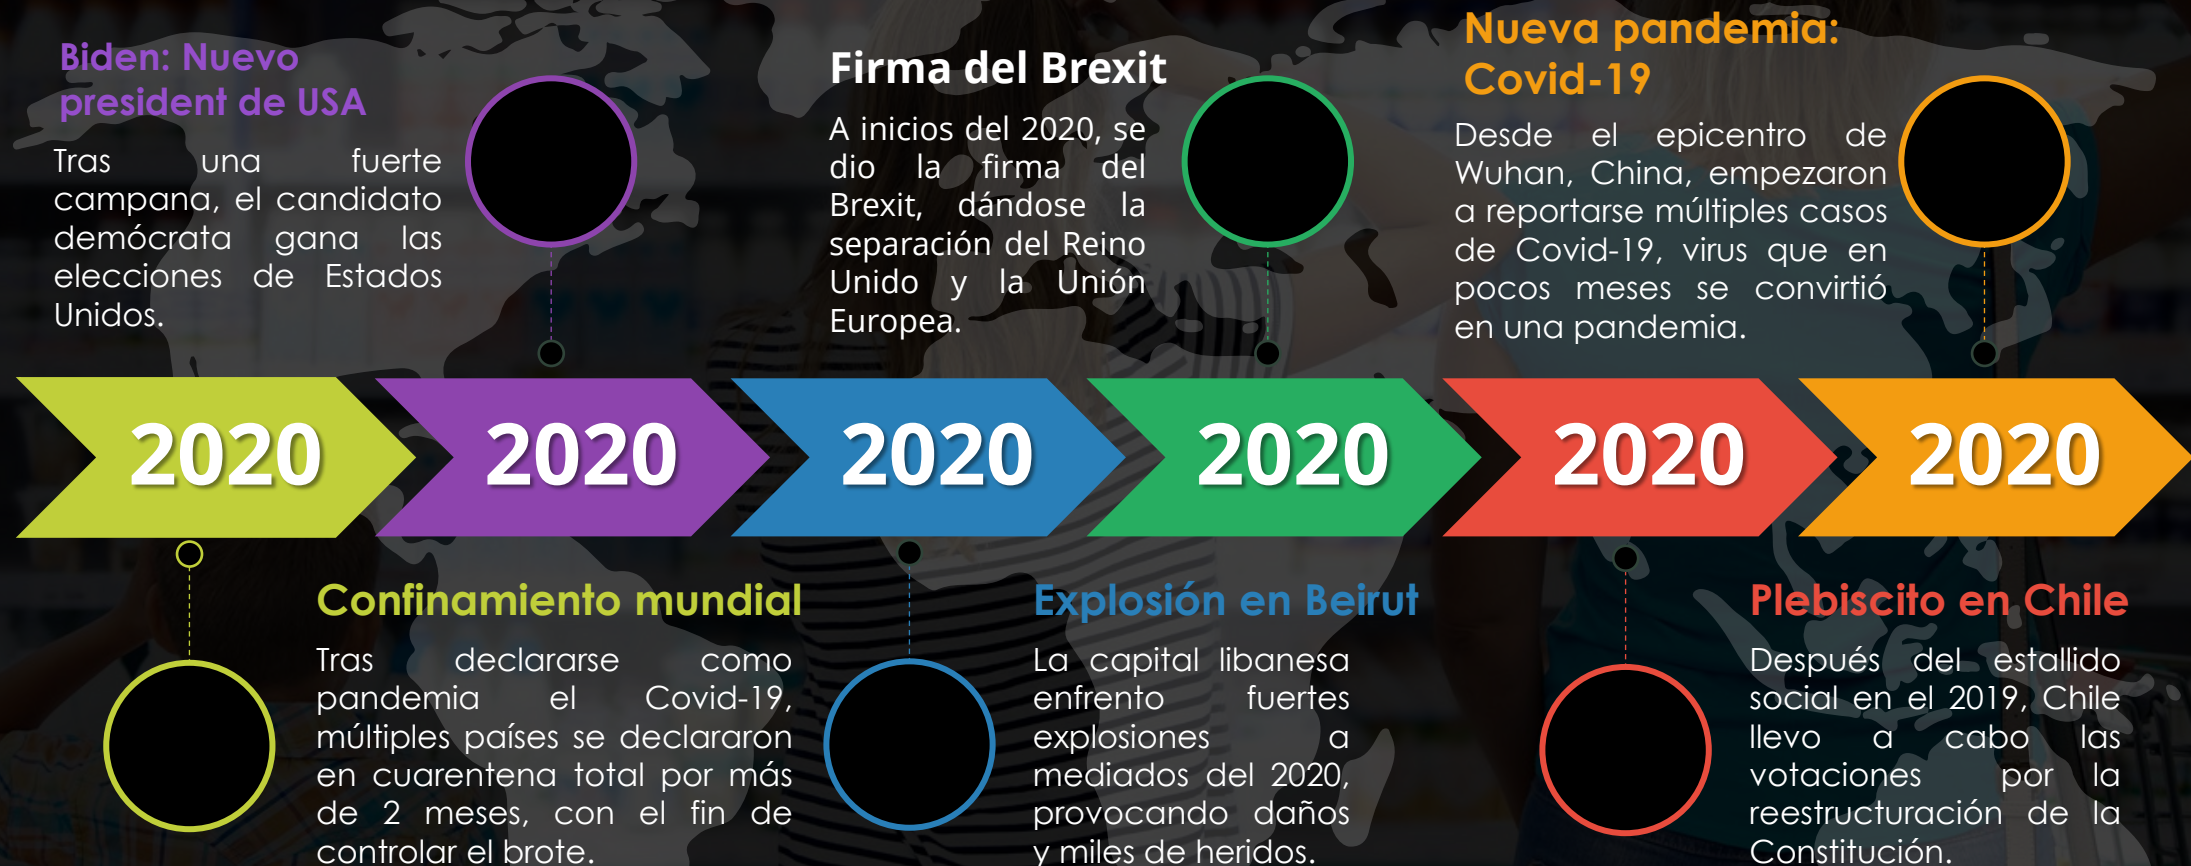 Biden: Nuevo
president de USA
Tras una fuerte
campana, el candidato
demócrata gana las
elecciones de Estados
Unidos.
Firma del Brexit
A inicios del 2020, se
dio la firma del
Brexit, dándose la
separación del Reino
Unido y la Unión
Europea.
Nueva pandemia:
Covid-19
Desde el epicentro de
Wuhan, China, empezaron
a reportarse múltiples casos
de Covid-19, virus que en
pocos meses se convirtió
en una pandemia.
2020
2020
2020
2020
2020
2020
Confinamiento mundial
Tras declararse como
pandemia el Covid-19,
múltiples países se declararon
en cuarentena total por más
de 2 meses, con el fin de
controlar el brote.
Explosión en Beirut
La capital libanesa
enfrento fuertes
explosiones a
mediados del 2020,
provocando daños
y miles de heridos.
Plebiscito en Chile
Después del estallido
social en el 2019, Chile
llevo a cabo las
votaciones por la
reestructuración de la
Constitución.